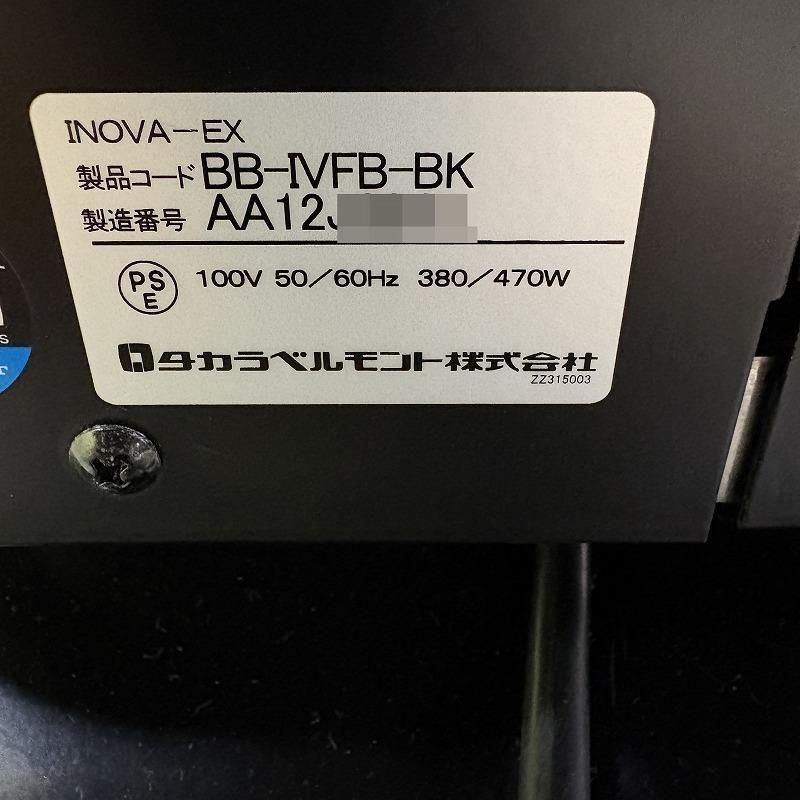 INOVA-EX
製品コード BB-IVFB-BK
製造番号 AA12J
PSE 100V 50/60Hz 380/470W
タカラベルモント株式会社
ZZ315003